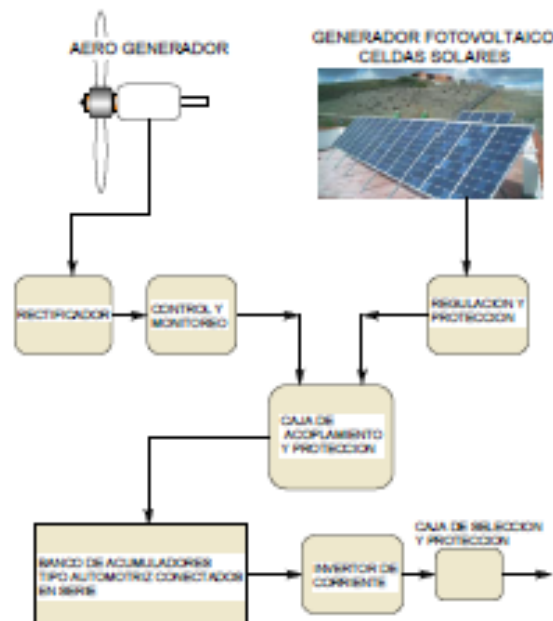 AERO GENERADOR
GENERADOR FOTOVOLTAICO
CELDAS SOLARES
RECTIFICADOR
CONTROL Y
MONITOREO
REGULACION Y
PROTECCION
CAJA DE
ACOPLAMIENTO
Y PROTECCION
BANCO DE ACUMULADORES
TIPO AUTOMOTRIZ CONECTADOS
EN SERIE
INVERTOR DE
CORRIENTE
CAJA DE SELECCION
Y PROTECCION